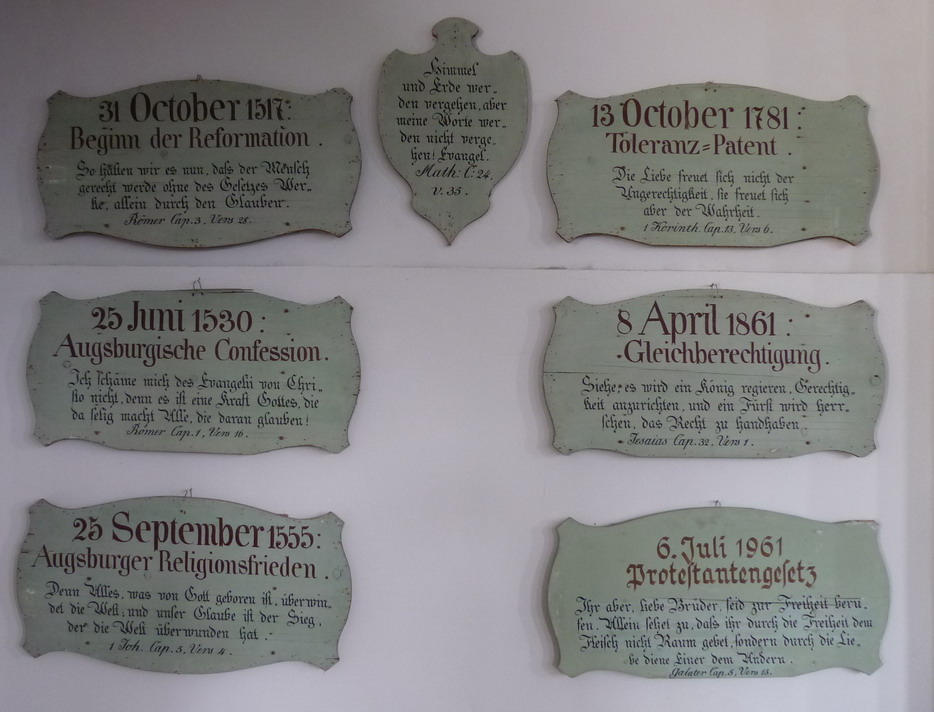 31 October 1517:
Beginn der Reformation.
So halten wir es nun, daß der Mensch
gerecht werde ohne des Gesetzes Wer-
ke, allein durch den Glauben.
Römer Cap. 3. Vers 28.
Himmel
und Erde wer-
den vergehen, aber
meine Worte wer-
den nicht verge-
hen! Evangel.
Math: C: 24.
V. 35.
13 October 1781:
Toleranz=Patent.
Die Liebe freuet sich nicht der
Ungerechtigkeit, sie freuet sich
aber der Wahrheit.
1 Korinth. Cap. 13. Vers 6.
25 Juni 1530:
Augsburgische Confession.
Ich schäme mich des Evangelii von Chri-
sto nicht, denn es ist eine Kraft Gottes, die
da selig macht Alle, die daran glauben!
Römer Cap. 1, Vers 16.
8 April 1861:
Gleichberechtigung.
Siehe, es wird ein König regieren, Gerechtig-
keit anzurichten, und ein Fürst wird herr-
schen, das Recht zu handhaben.
Jesaias Cap. 32, Vers 1.
25 September 1555:
Augsburger Religionsfrieden.
Denn Alles, was von Gott geboren ist, überwin-
det die Welt; und unser Glaube ist der Sieg,
der die Welt überwunden hat.
1 Joh. Cap. 5, Vers 4.
6. Juli 1961
Protestantengesetz
Ihr aber, liebe Brüder, seid zur Freiheit beru-
fen. Allein sehet zu, daß ihr durch die Freiheit dem
Fleisch nicht Raum gebet, sondern durch die Lie-
be diene Einer dem Andern.
Galater Cap. 5, Vers 13.